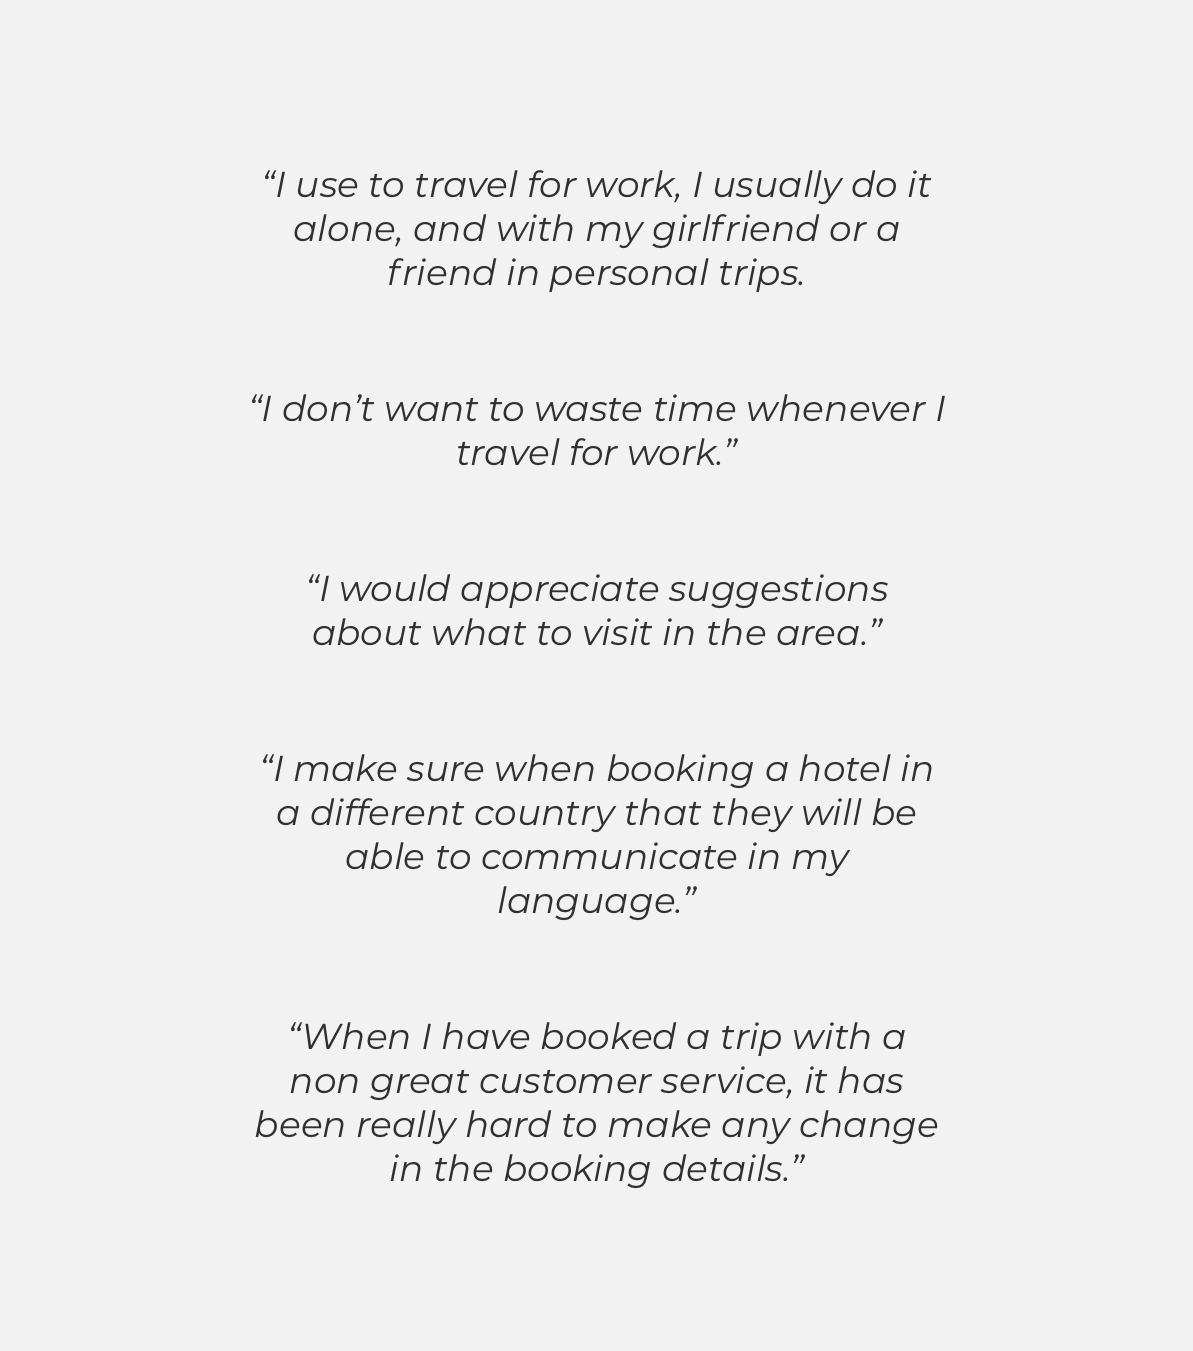 “I use to travel for work, I usually do it
alone, and with my girlfriend or a
friend in personal trips.
“I don’t want to waste time whenever I
travel for work.”
“I would appreciate suggestions
about what to visit in the area.”
“I make sure when booking a hotel in
a different country that they will be
able to communicate in my
language.”
“When I have booked a trip with a
non great customer service, it has
been really hard to make any change
in the booking details.”